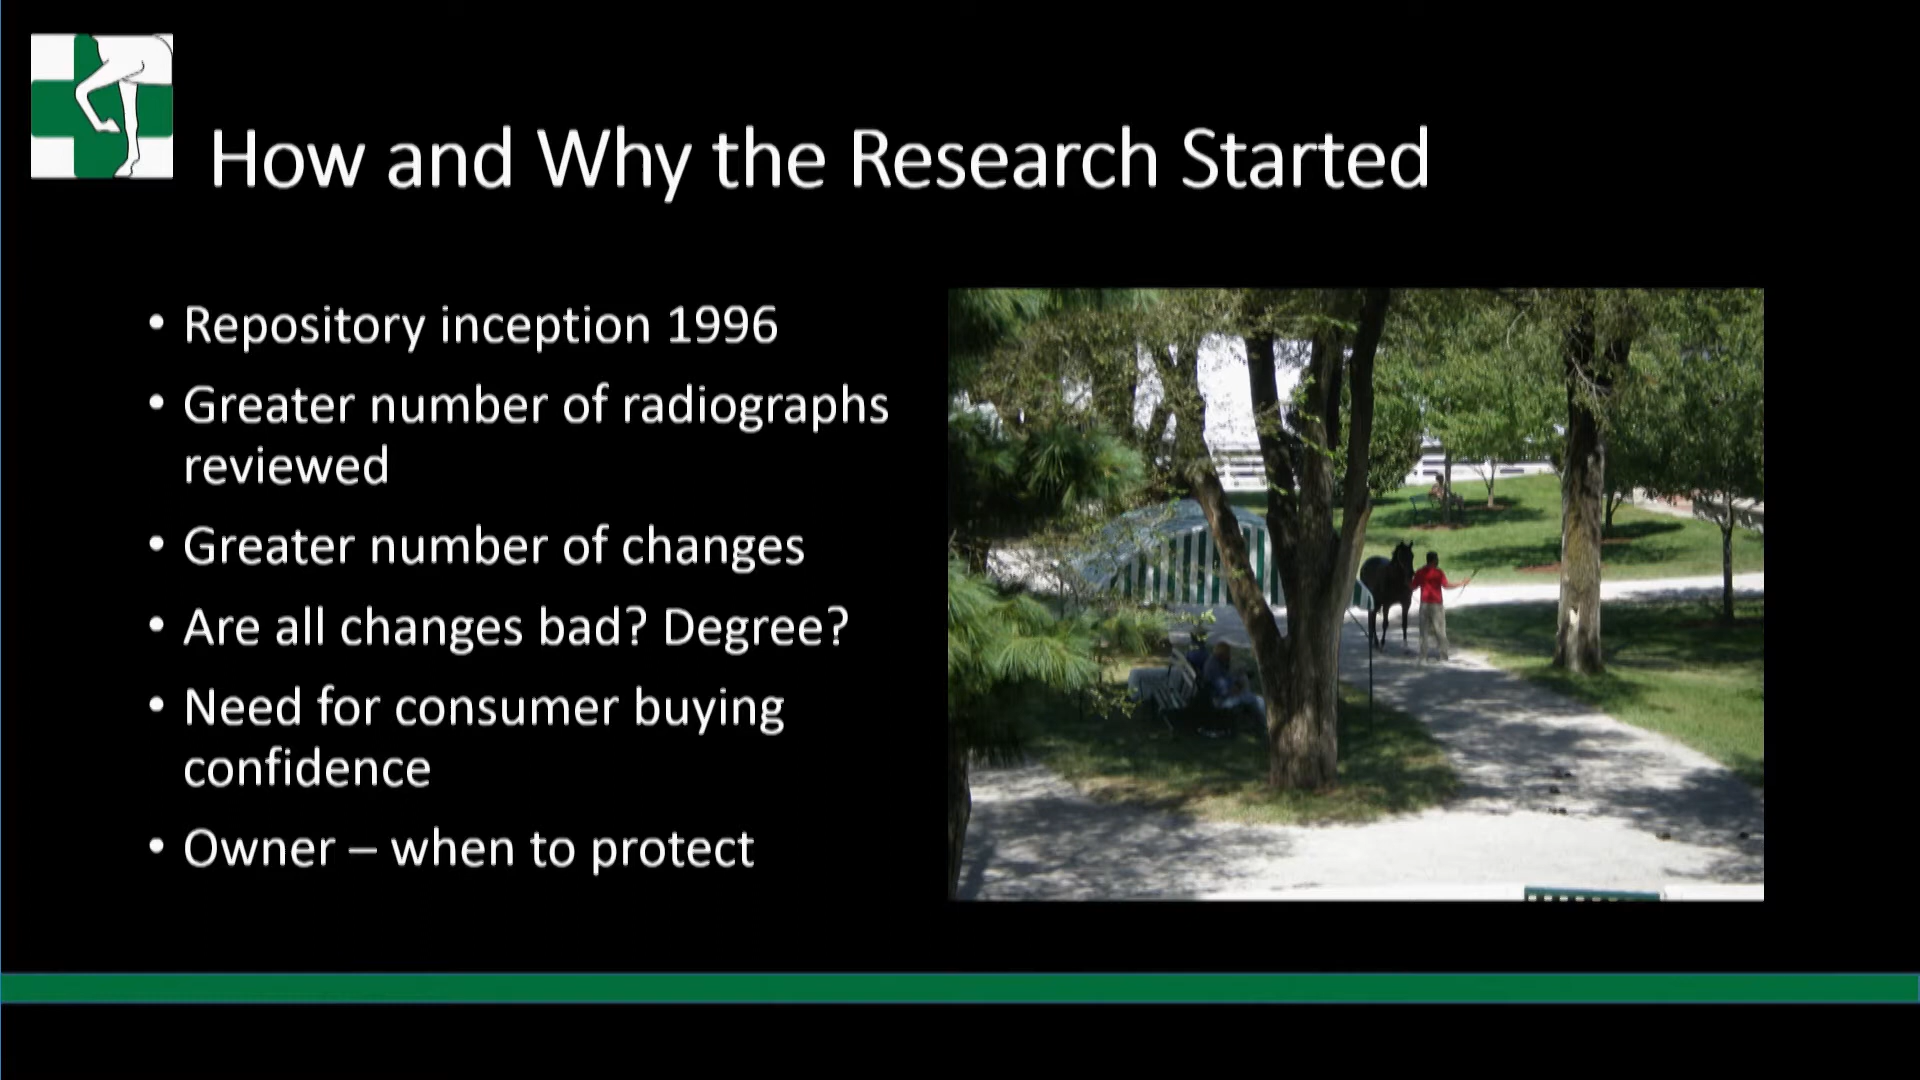 How and Why the Research Started
• Repository inception 1996
• Greater number of radiographs
reviewed
• Greater number of changes
• Are all changes bad? Degree?
• Need for consumer buying
confidence
• Owner – when to protect